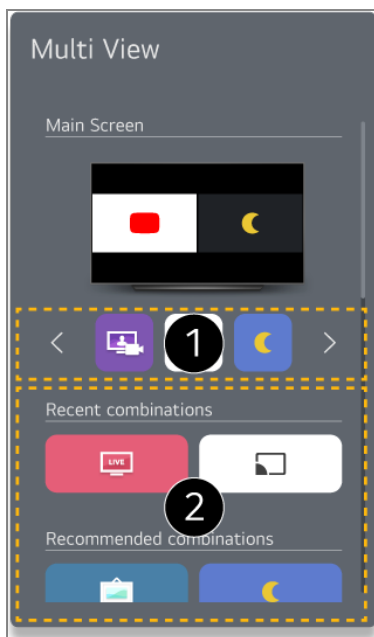 Multi View
Main Screen
1
Recent combinations
LIVE
2
Recommended combinations